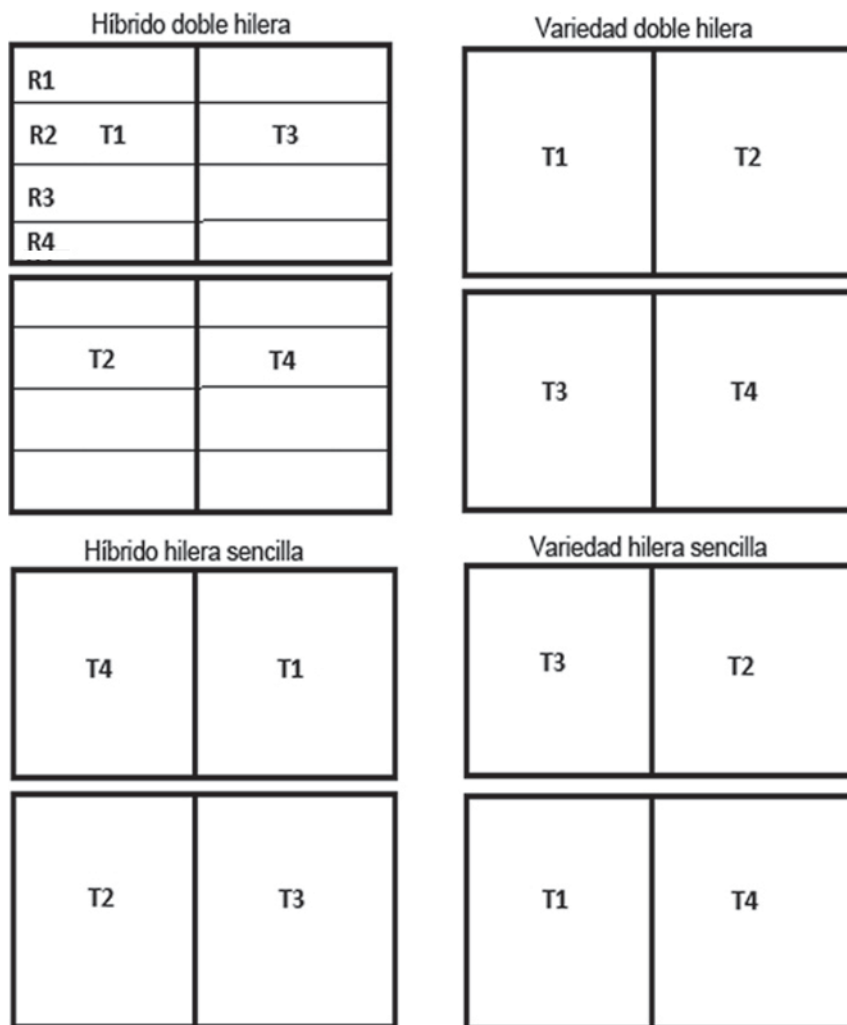 Híbrido doble hilera
R1
R2 T1 T3
R3
R4
T2 T4
Variedad doble hilera
T1 T2
T3 T4
Híbrido hilera sencilla
T4 T1
T2 T3
Variedad hilera sencilla
T3 T2
T1 T4